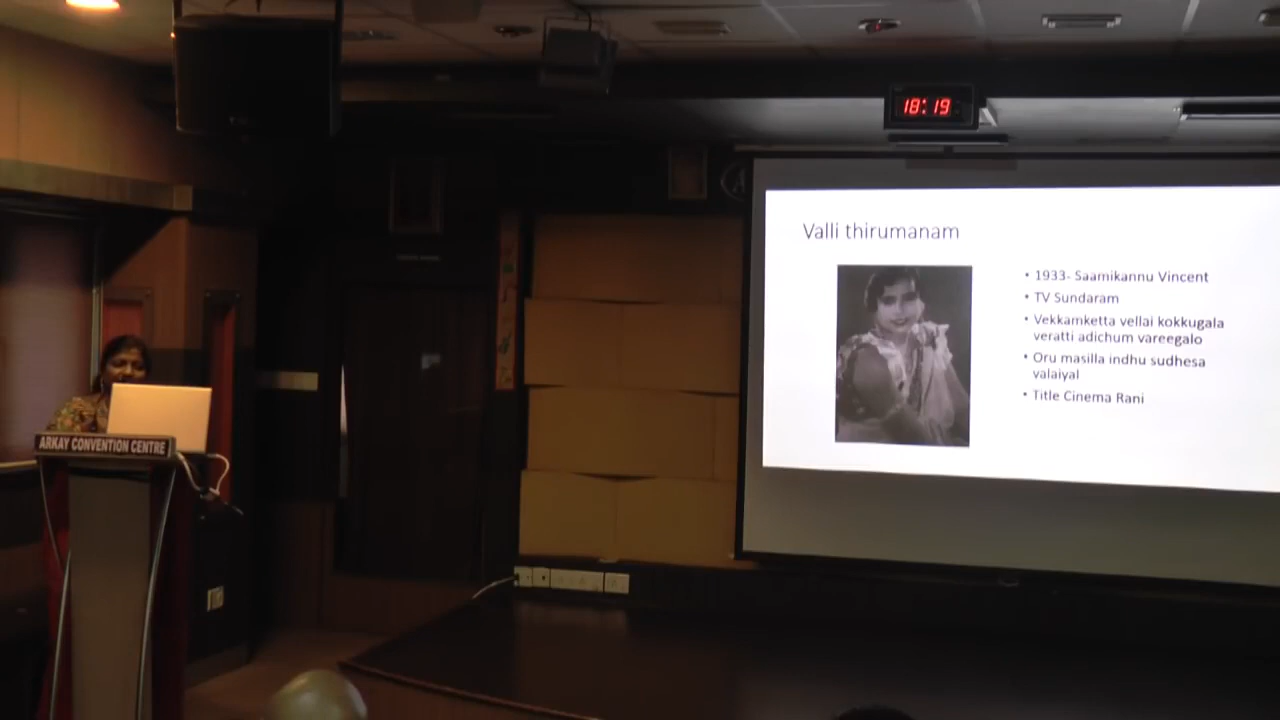 18:19
Valli thirumanam
• 1933- Saamikannu Vincent
• TV Sundaram
• Vekkamketta vellai kokkugala
veratti adichum vareegalo
• Oru masilla indhu sudhesa
valaiyal
• Title Cinema Rani
ARKAY CONVENTION CENTRE